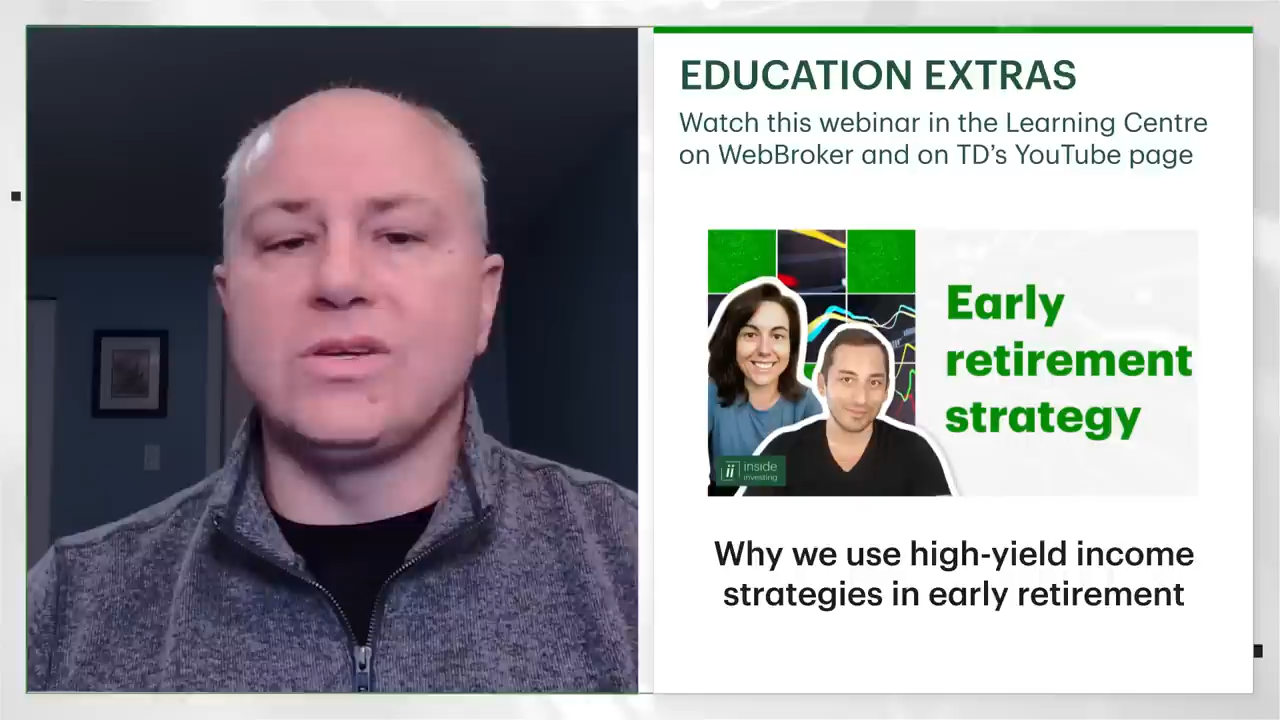 EDUCATION EXTRAS
Watch this webinar in the Learning Centre
on WebBroker and on TD’s YouTube page
Early
retirement
strategy
ii inside
investing
Why we use high-yield income
strategies in early retirement